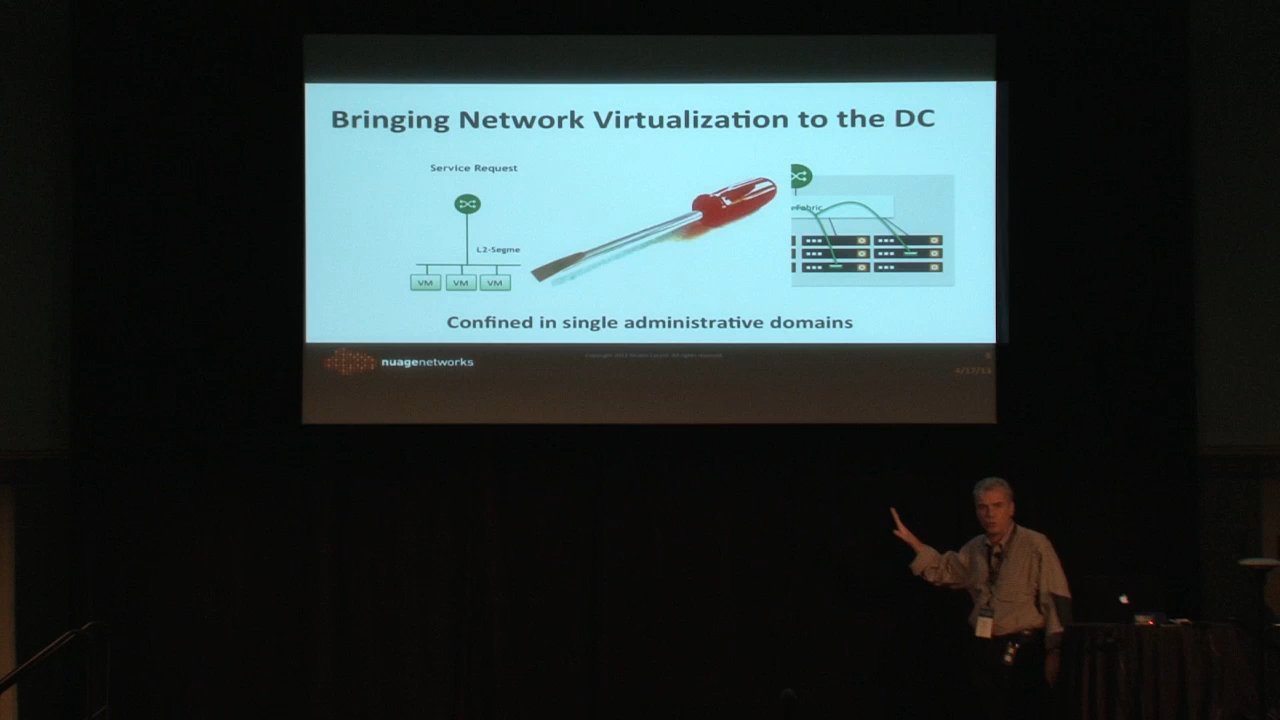 Bringing Network Virtualization to the DC
Service Request
L2-Segme
eFabric
VM VM VM
Confined in single administrative domains
nuagenetworks